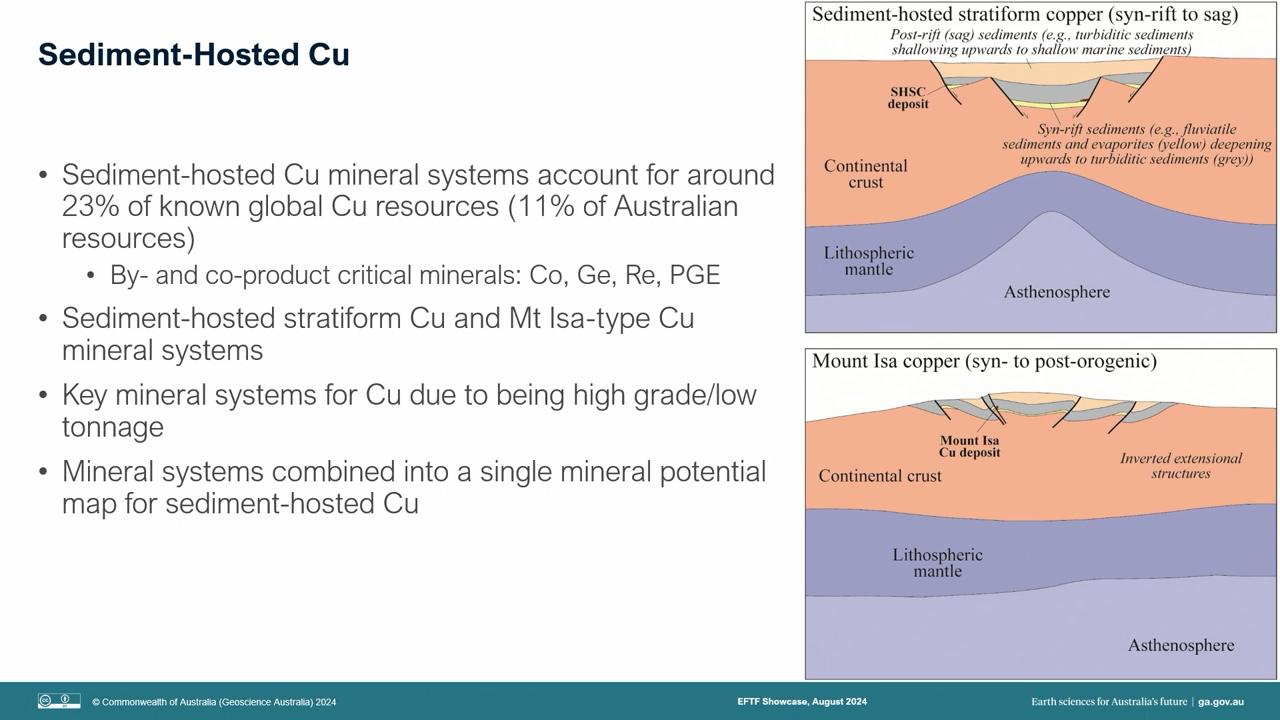 Sediment-Hosted Cu
• Sediment-hosted Cu mineral systems account for around
23% of known global Cu resources (11% of Australian
resources)
• By- and co-product critical minerals: Co, Ge, Re, PGE
• Sediment-hosted stratiform Cu and Mt Isa-type Cu
mineral systems
• Key mineral systems for Cu due to being high grade/low
tonnage
• Mineral systems combined into a single mineral potential
map for sediment-hosted Cu
Sediment-hosted stratiform copper (syn-rift to sag)
Post-rift (sag) sediments (e.g., turbiditic sediments
shallowing upwards to shallow marine sediments)
SHSC
deposit
Syn-rift sediments (e.g., fluviatile
sediments and evaporites (yellow) deepening
upwards to turbiditic sediments (grey))
Continental
crust
Lithospheric
mantle
Asthenosphere
Mount Isa copper (syn- to post-orogenic)
Mount Isa
Cu deposit
Inverted extensional
structures
Continental crust
Lithospheric
mantle
Asthenosphere
© Commonwealth of Australia (Geoscience Australia) 2024
EFTF Showcase, August 2024
Earth sciences for Australia's future | ga.gov.au